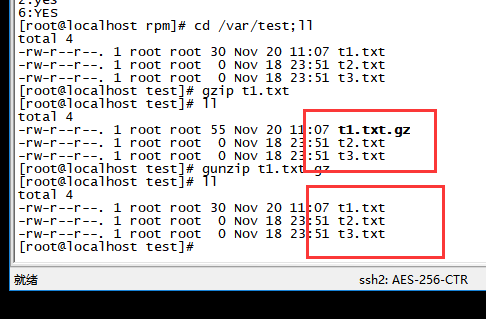 2:yes
6:YES
[root@localhost rpm]# cd /var/test;ll
total 4
-rw-r--r--. 1 root root 30 Nov 20 11:07 t1.txt
-rw-r--r--. 1 root root  0 Nov 18 23:51 t2.txt
-rw-r--r--. 1 root root  0 Nov 18 23:51 t3.txt
[root@localhost test]# gzip t1.txt
[root@localhost test]# ll
total 4
-rw-r--r--. 1 root root 55 Nov 20 11:07 t1.txt.gz
-rw-r--r--. 1 root root  0 Nov 18 23:51 t2.txt
-rw-r--r--. 1 root root  0 Nov 18 23:51 t3.txt
[root@localhost test]# gunzip t1.txt.gz
[root@localhost test]# ll
total 4
-rw-r--r--. 1 root root 30 Nov 20 11:07 t1.txt
-rw-r--r--. 1 root root  0 Nov 18 23:51 t2.txt
-rw-r--r--. 1 root root  0 Nov 18 23:51 t3.txt
[root@localhost test]#
就绪 ssh2: AES-256-CTR